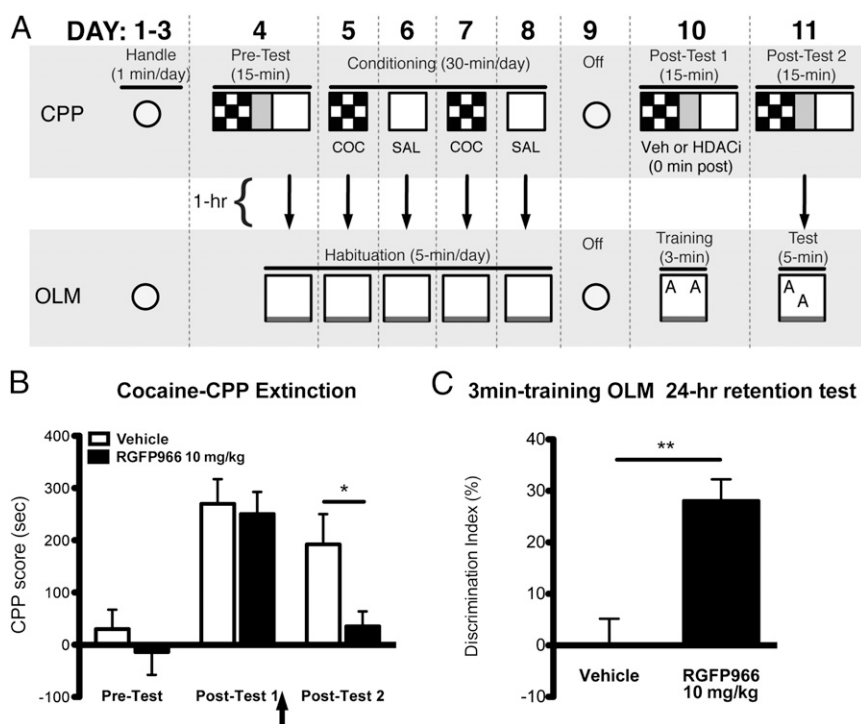 A
DAY: 1-3 4 5 6 7 8 9 10 11
Handle
(1 min/day)
Pre-Test
(15-min)
Conditioning (30-min/day)
Off
Post-Test 1
(15-min)
Post-Test 2
(15-min)
CPP
COC SAL COC SAL
Veh or HDACi
(0 min post)
1-hr
Habituation (5-min/day)
Off
Training
(3-min)
Test
(5-min)
OLM
A A
A
A
B
Cocaine-CPP Extinction
Vehicle
RGFP966 10 mg/kg
CPP score (sec)
400
300
200
100
0
-100
*
Pre-Test Post-Test 1 Post-Test 2
C
3min-training OLM 24-hr retention test
Discrimination Index (%)
40
30
20
10
0
-10
**
Vehicle
RGFP966
10 mg/kg